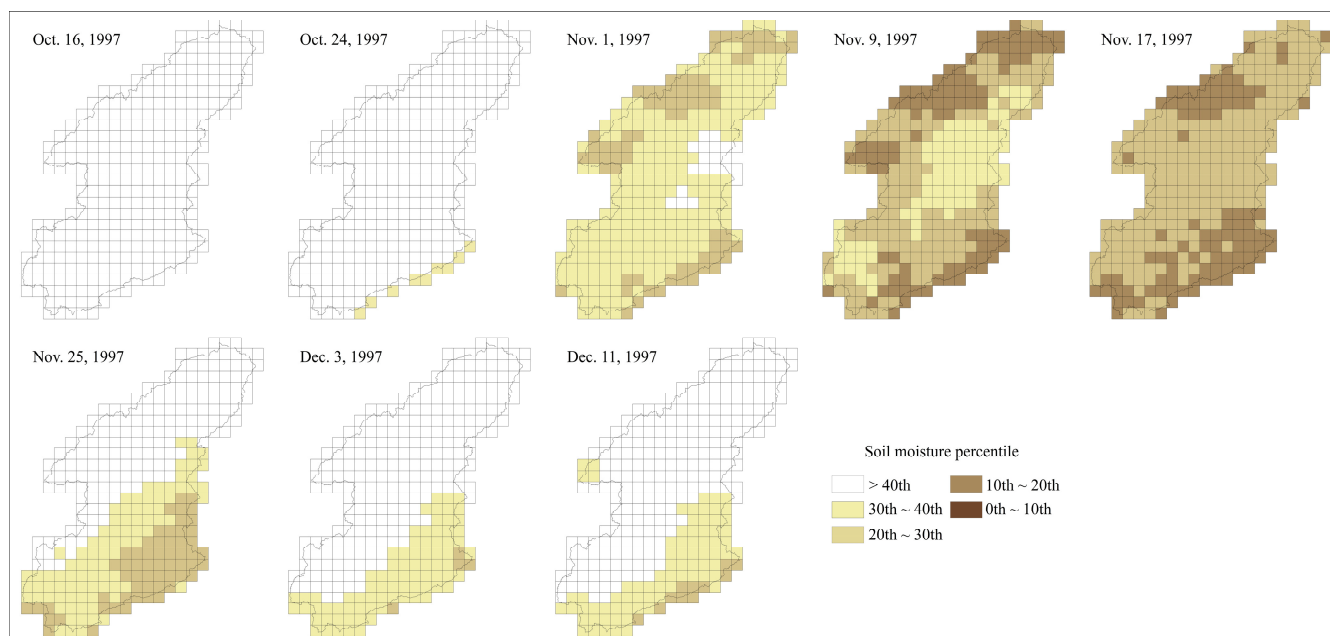 Oct. 16, 1997
Oct. 24, 1997
Nov. 1, 1997
Nov. 9, 1997
Nov. 17, 1997
Nov. 25, 1997
Dec. 3, 1997
Dec. 11, 1997
Soil moisture percentile
> 40th
30th ~ 40th
20th ~ 30th
10th ~ 20th
0th ~ 10th